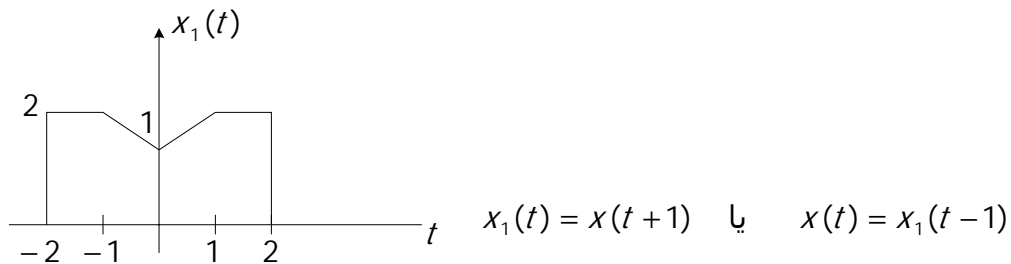 x₁(t)
2
1
−2 −1 1 2 t
x₁(t) = x(t + 1) یا x(t) = x₁(t − 1)